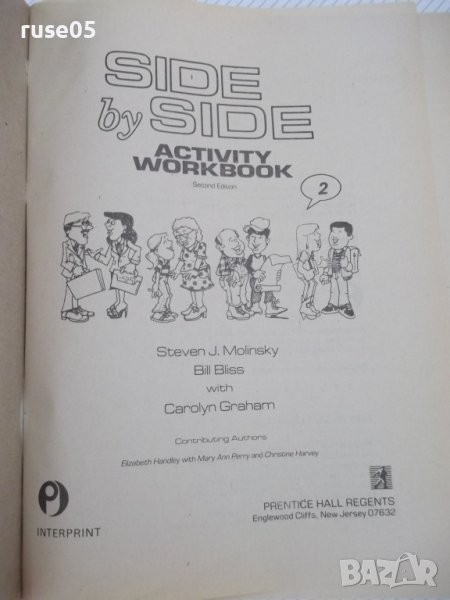 ruse05
SIDE
by SIDE
ACTIVITY
WORKBOOK
Second Edition
2
Steven J. Molinsky
Bill Bliss
with
Carolyn Graham
Contributing Authors
Elizabeth Handley with Mary Ann Perry and Christine Harvey
INTERPRINT
PRENTICE HALL REGENTS
Englewood Cliffs, New Jersey 07632
BAZAR